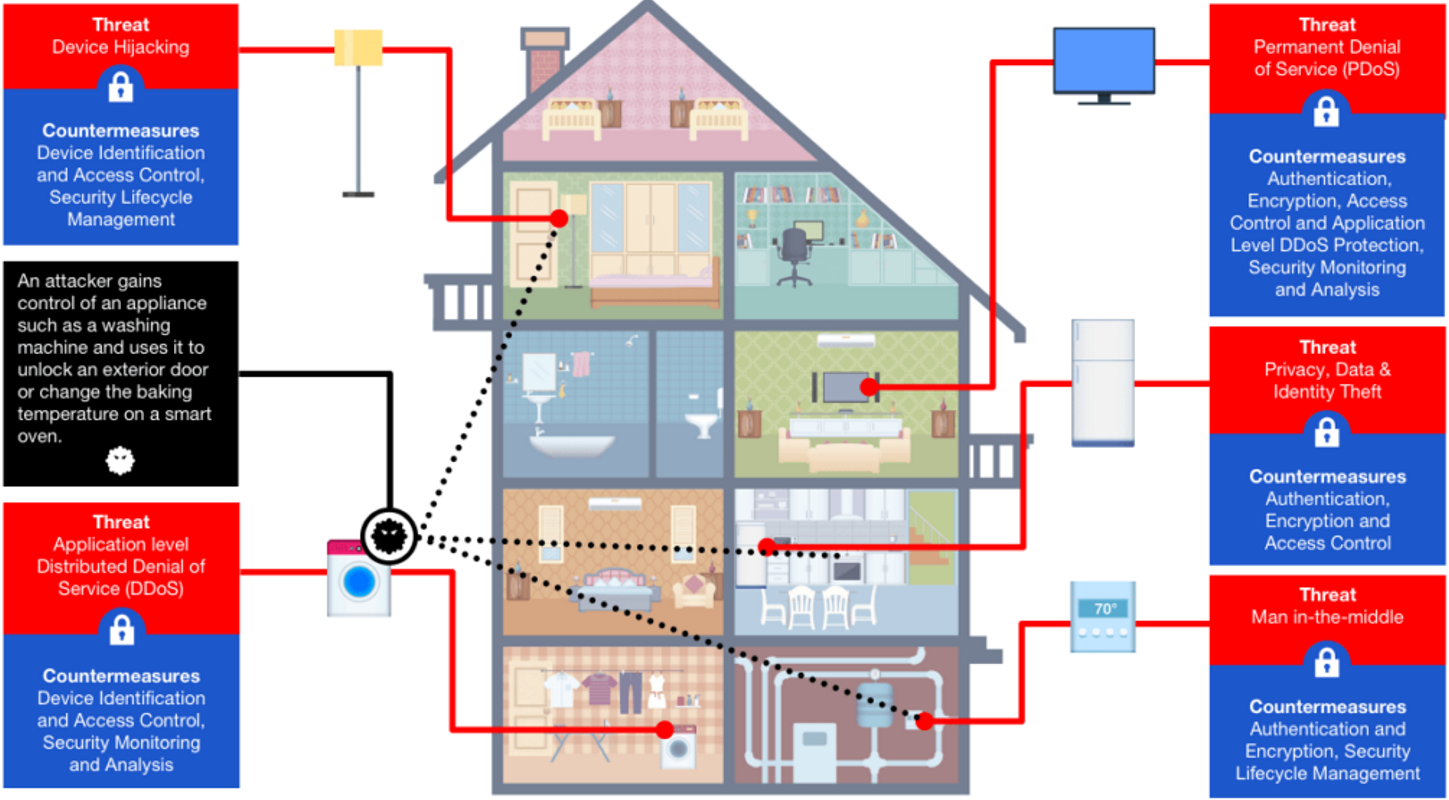 Threat
Device Hijacking
Countermeasures
Device Identification
and Access Control,
Security Lifecycle
Management
An attacker gains
control of an appliance
such as a washing
machine and uses it to
unlock an exterior door
or change the baking
temperature on a smart
oven.
Threat
Application level
Distributed Denial of
Service (DDoS)
Countermeasures
Device Identification
and Access Control,
Security Monitoring
and Analysis
Threat
Permanent Denial
of Service (PDoS)
Countermeasures
Authentication,
Encryption, Access
Control and Application
Level DDoS Protection,
Security Monitoring
and Analysis
Threat
Privacy, Data &
Identity Theft
Countermeasures
Authentication,
Encryption and
Access Control
70°
Threat
Man in-the-middle
Countermeasures
Authentication and
Encryption, Security
Lifecycle Management